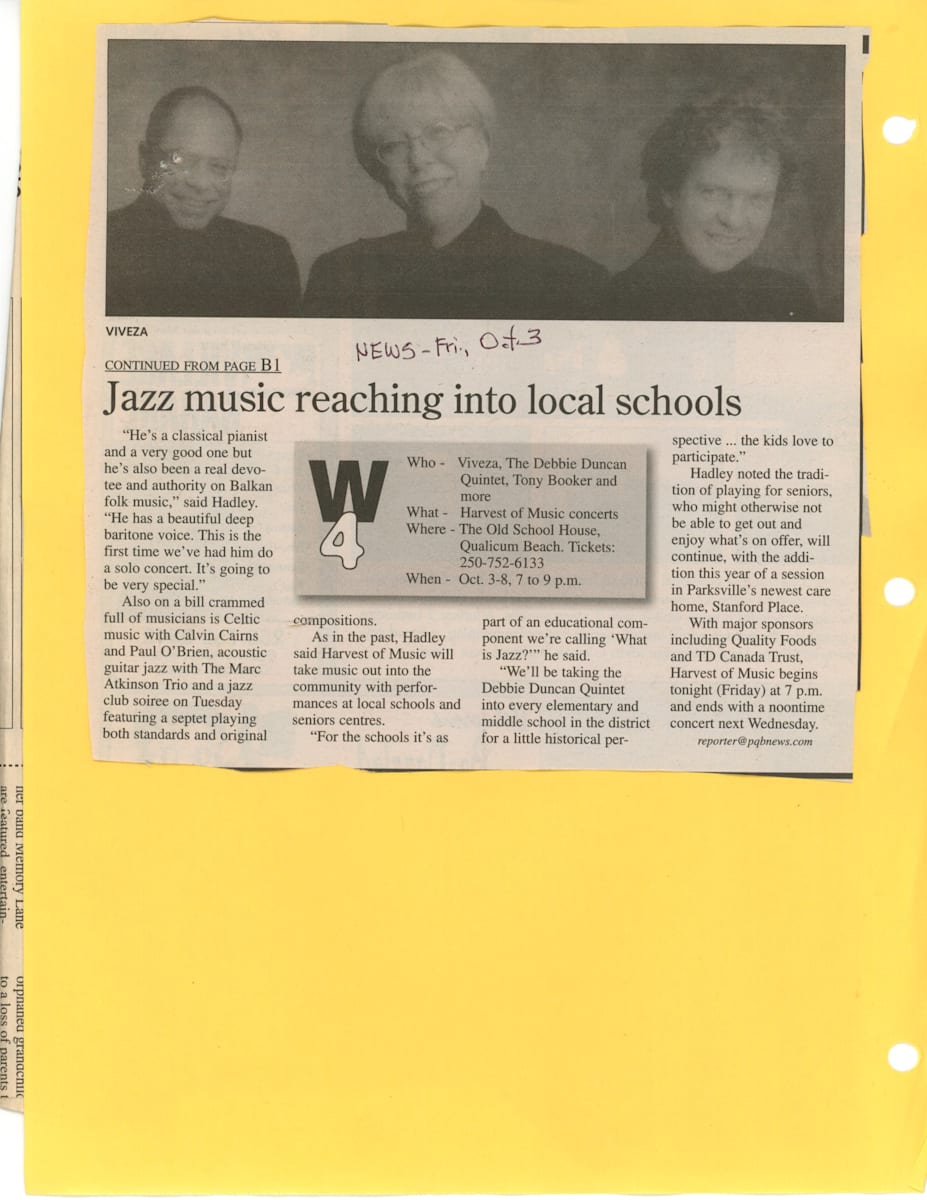 VIVEZA
NEWS - Fri., Oct. 3
CONTINUED FROM PAGE B1
Jazz music reaching into local schools
“He’s a classical pianist
and a very good one but
he’s also been a real devo-
tee and authority on Balkan
folk music,” said Hadley.
“He has a beautiful deep
baritone voice. This is the
first time we’ve had him do
a solo concert. It’s going to
be very special.”
Also on a bill crammed
full of musicians is Celtic
music with Calvin Cairns
and Paul O’Brien, acoustic
guitar jazz with The Marc
Atkinson Trio and a jazz
club soiree on Tuesday
featuring a septet playing
both standards and original
W4
Who - Viveza, The Debbie Duncan
Quintet, Tony Booker and
more
What - Harvest of Music concerts
Where - The Old School House,
Qualicum Beach. Tickets:
250-752-6133
When - Oct. 3-8, 7 to 9 p.m.
compositions.
As in the past, Hadley
said Harvest of Music will
take music out into the
community with perfor-
mances at local schools and
seniors centres.
“For the schools it’s as
part of an educational com-
ponent we’re calling ‘What
is Jazz?’” he said.
“We’ll be taking the
Debbie Duncan Quintet
into every elementary and
middle school in the district
for a little historical per-
spective ... the kids love to
participate.”
Hadley noted the tradi-
tion of playing for seniors,
who might otherwise not
be able to get out and
enjoy what’s on offer, will
continue, with the addi-
tion this year of a session
in Parksville’s newest care
home, Stanford Place.
With major sponsors
including Quality Foods
and TD Canada Trust,
Harvest of Music begins
tonight (Friday) at 7 p.m.
and ends with a noontime
concert next Wednesday.
reporter@pqbnews.com
her band Memory Lane
are featured entertain-
to a loss of parents